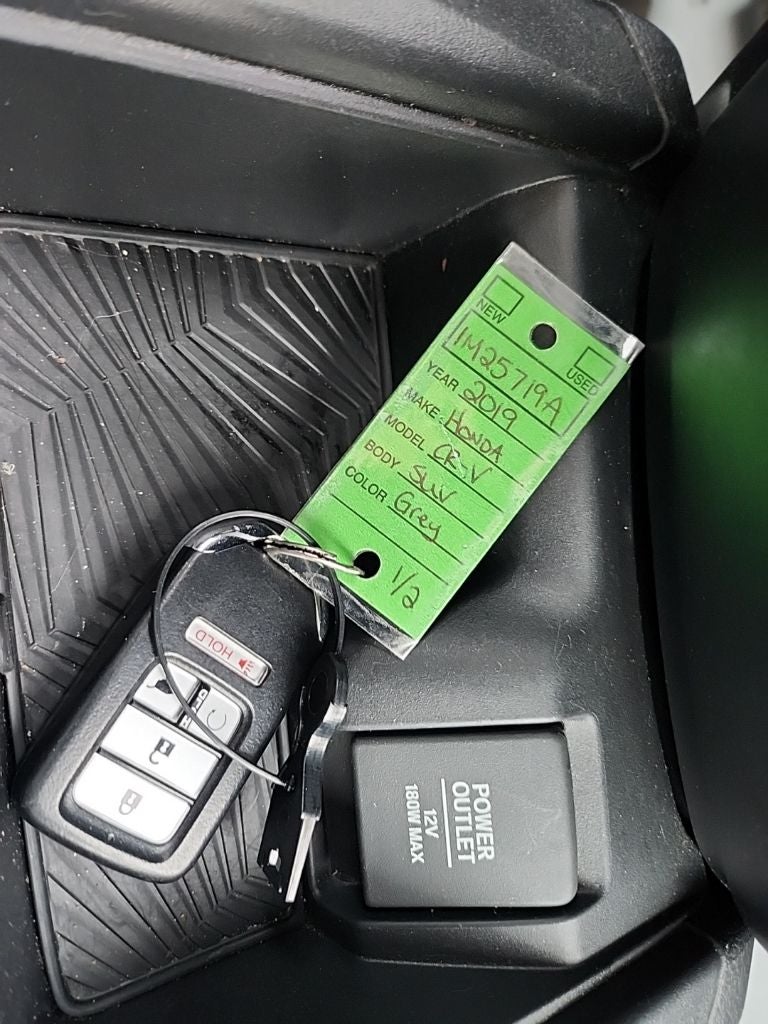 NEW
USED
1M25719A
YEAR 2019
MAKE HONDA
MODEL CR-V
BODY SUV
COLOR Grey
1/2
HOLD
HOLD
POWER
OUTLET
12V
180W MAX